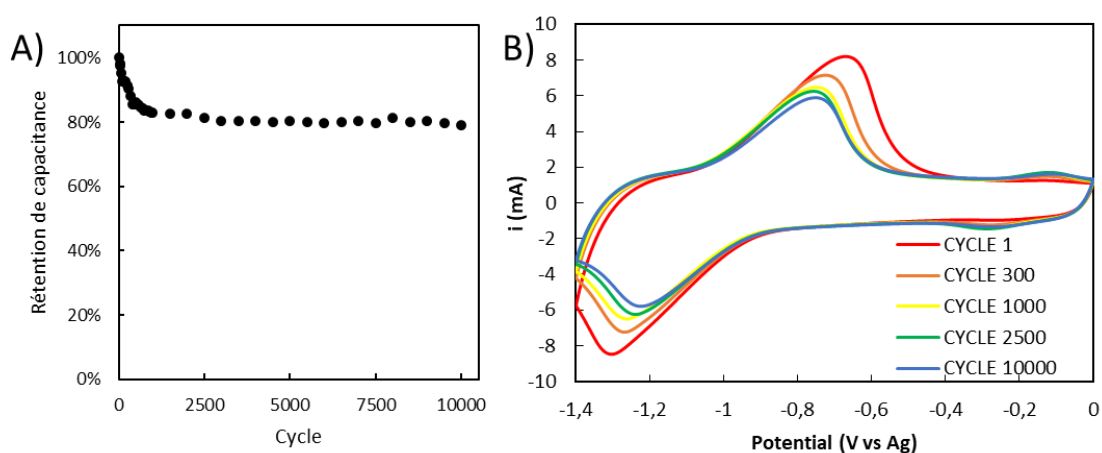 A)
100%
80%
60%
40%
20%
0%
Rétention de capacitance
0 2500 5000 7500 10000
Cycle
B)
10
8
6
4
2
0
-2
-4
-6
-8
-10
i (mA)
CYCLE 1
CYCLE 300
CYCLE 1000
CYCLE 2500
CYCLE 10000
-1,4 -1,2 -1 -0,8 -0,6 -0,4 -0,2 0
Potential (V vs Ag)